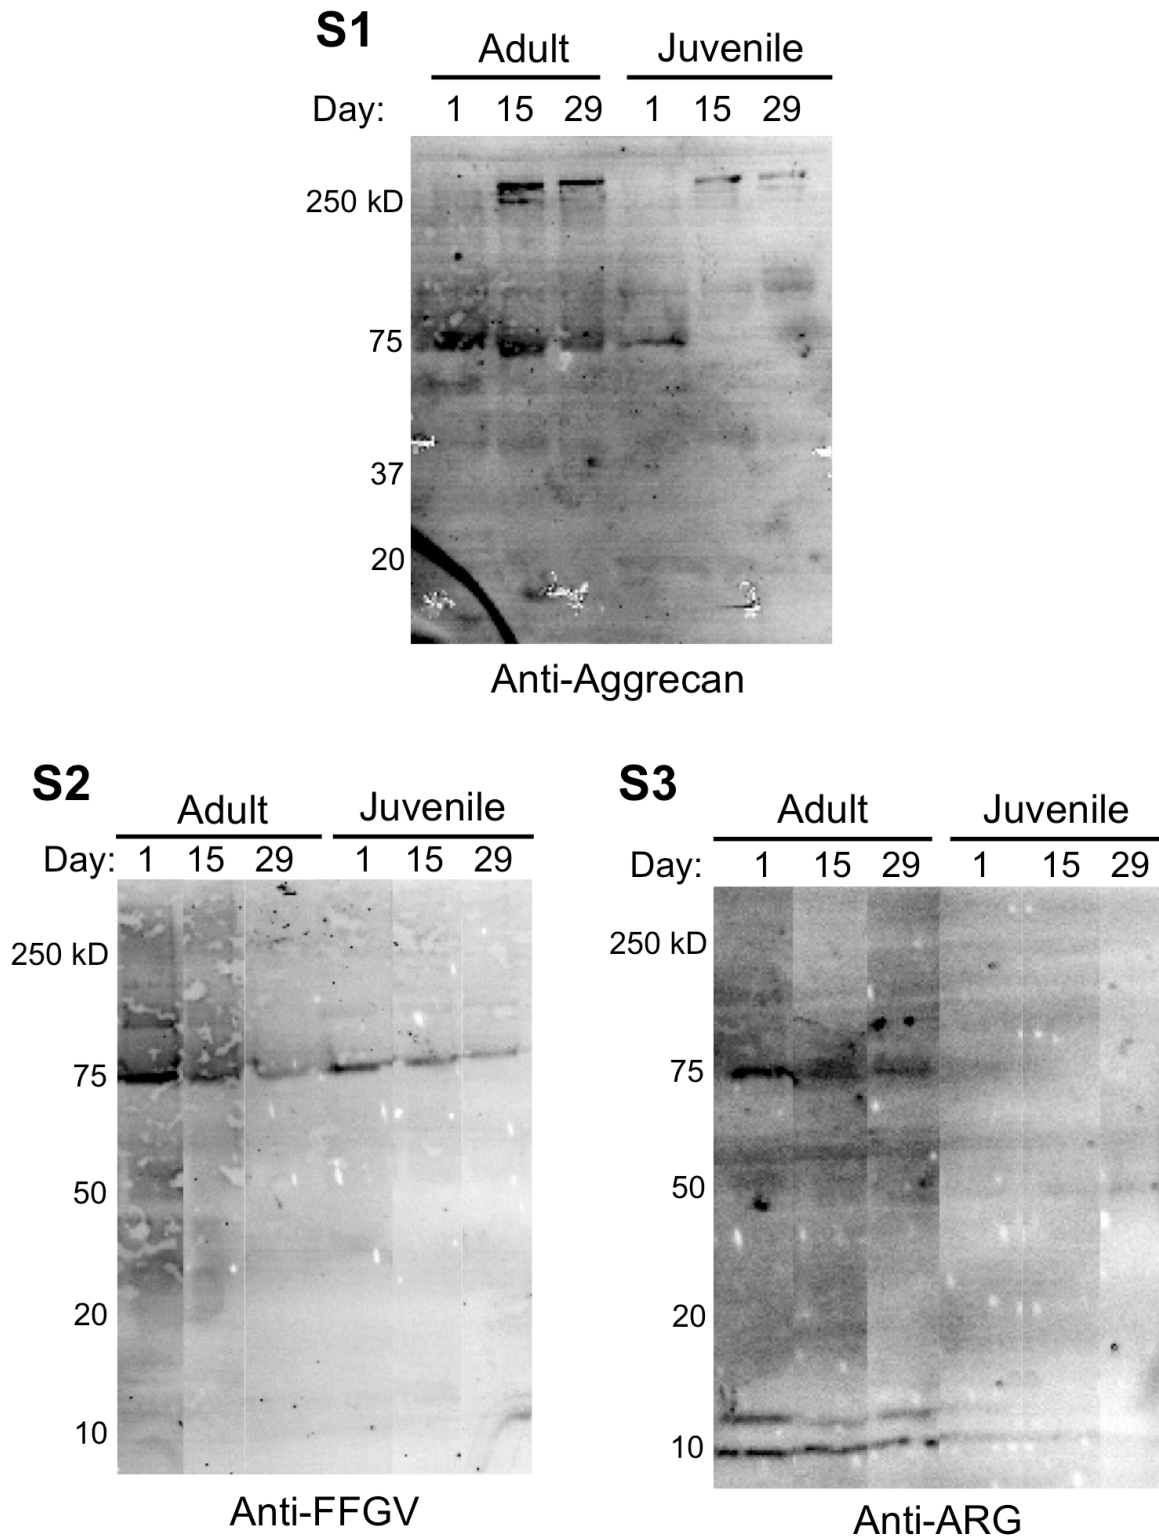 S1
Adult Juvenile
Day: 1 15 29 1 15 29
250 kD
75
37
20
Anti-Aggrecan
S2
Adult Juvenile
Day: 1 15 29 1 15 29
250 kD
75
50
20
10
Anti-FFGV
S3
Adult Juvenile
Day: 1 15 29 1 15 29
250 kD
75
50
20
10
Anti-ARG